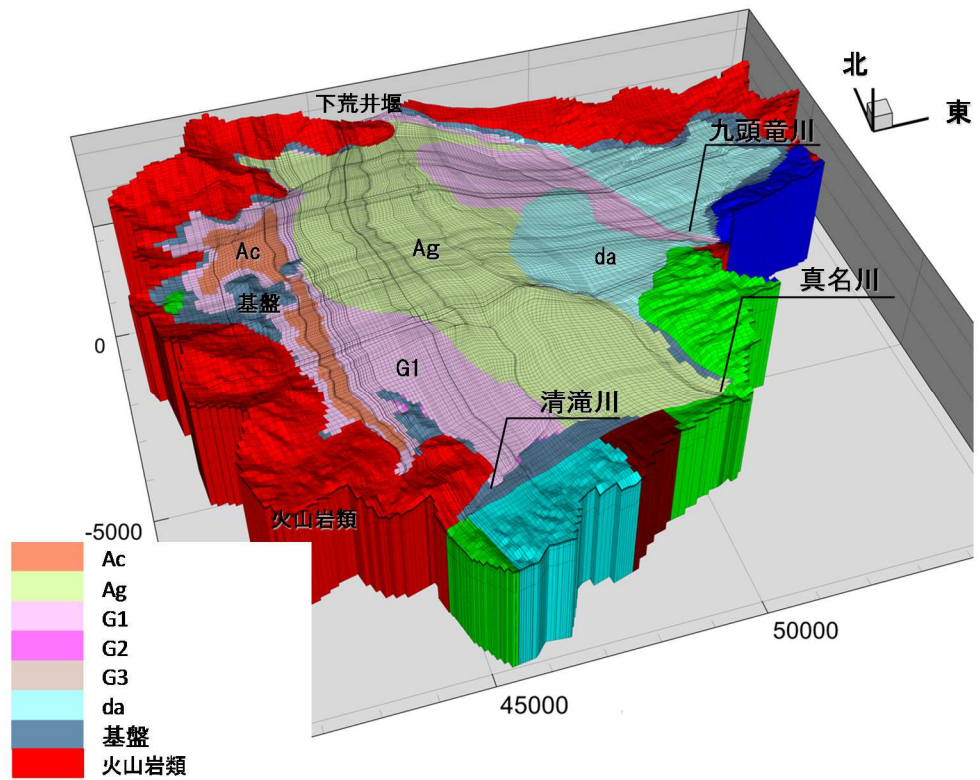 下荒井堰
北
東
九頭竜川
Ac
Ag
da
真名川
基盤
0
G1
清滝川
火山岩類
-5000
50000
45000
Ac
Ag
G1
G2
G3
da
基盤
火山岩類